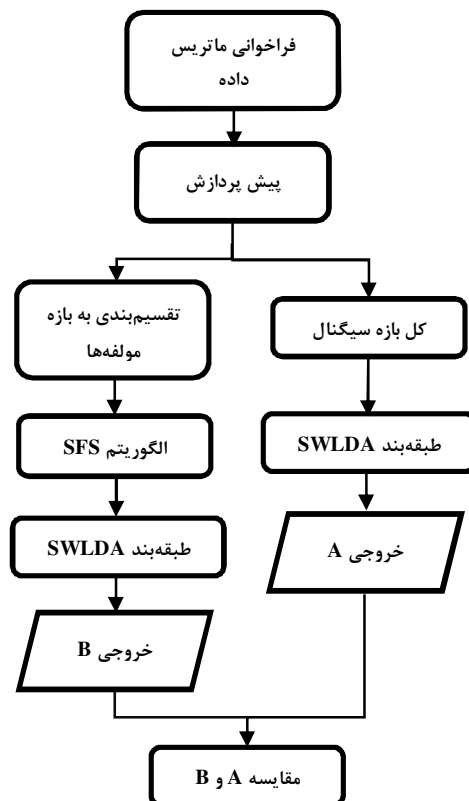 فراخوانی ماتریس
داده
پیش پردازش
تقسیم‌بندی به بازه
مولفه‌ها
کل بازه سیگنال
الگوریتم SFS
طبقه‌بند SWLDA
طبقه‌بند SWLDA
خروجی A
خروجی B
مقایسه A و B